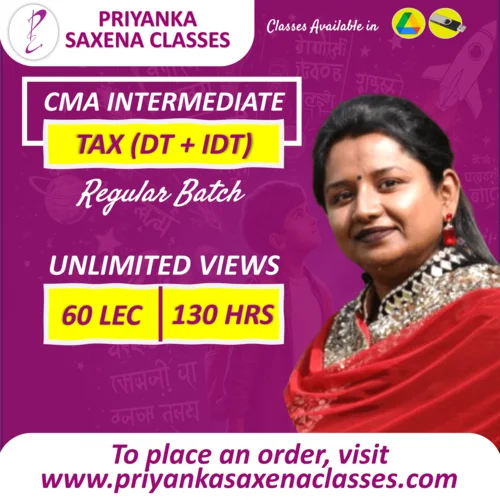 PRIYANKA
SAXENA CLASSES
Classes Available in
CMA INTERMEDIATE
TAX (DT + IDT)
Regular Batch
UNLIMITED VIEWS
60 LEC 130 HRS
To place an order, visit
www.priyankasaxenaclasses.com